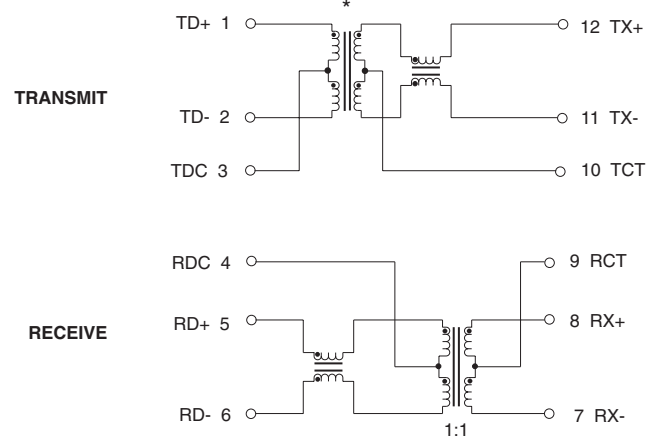 *
TD+ 1
12 TX+
TRANSMIT
TD- 2
11 TX-
TDC 3
10 TCT
RDC 4
9 RCT
RD+ 5
8 RX+
RECEIVE
RD- 6
7 RX-
1:1